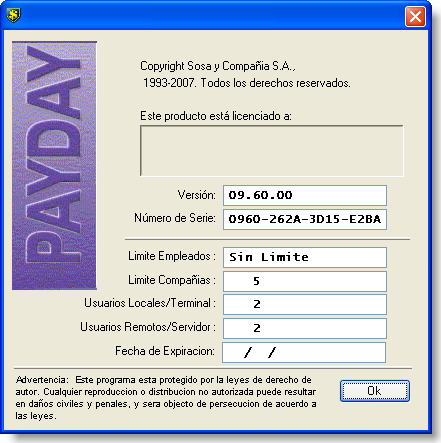 PAYDAY
Copyright Sosa y Compañia S.A.,
1993-2007. Todos los derechos reservados.
Este producto está licenciado a:
Versión: 09.60.00
Número de Serie: 0960-262A-3D15-E2BA
Limite Empleados : Sin Limite
Limite Compañias : 5
Usuarios Locales/Terminal : 2
Usuarios Remotos/Servidor : 2
Fecha de Expiracion: / /
Advertencia: Este programa esta protegido por la leyes de derecho de
autor. Cualquier reproduccion o distribucion no autorizada puede resultar
en daños civiles y penales, y sera objecto de persecucion de acuerdo a
las leyes.
Ok